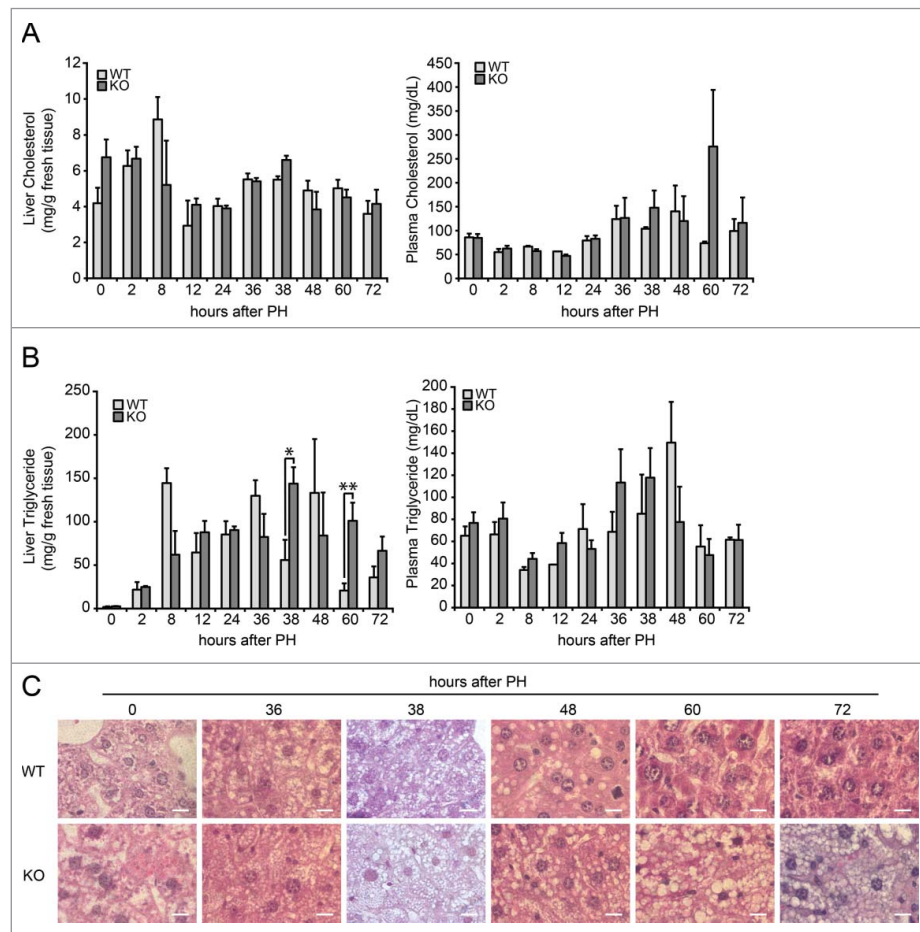 A
WT
KO
Liver Cholesterol
(mg/g fresh tissue)
12
10
8
6
4
2
0
0 2 8 12 24 36 38 48 60 72
hours after PH
WT
KO
Plasma Cholesterol (mg/dL)
450
400
350
300
250
200
150
100
50
0
0 2 8 12 24 36 38 48 60 72
hours after PH
B
WT
KO
Liver Triglyceride
(mg/g fresh tissue)
250
200
150
100
50
0
* **
0 2 8 12 24 36 38 48 60 72
hours after PH
WT
KO
Plasma Triglyceride (mg/dL)
200
180
160
140
120
100
80
60
40
20
0
0 2 8 12 24 36 38 48 60 72
hours after PH
C
hours after PH
0 36 38 48 60 72
WT
KO